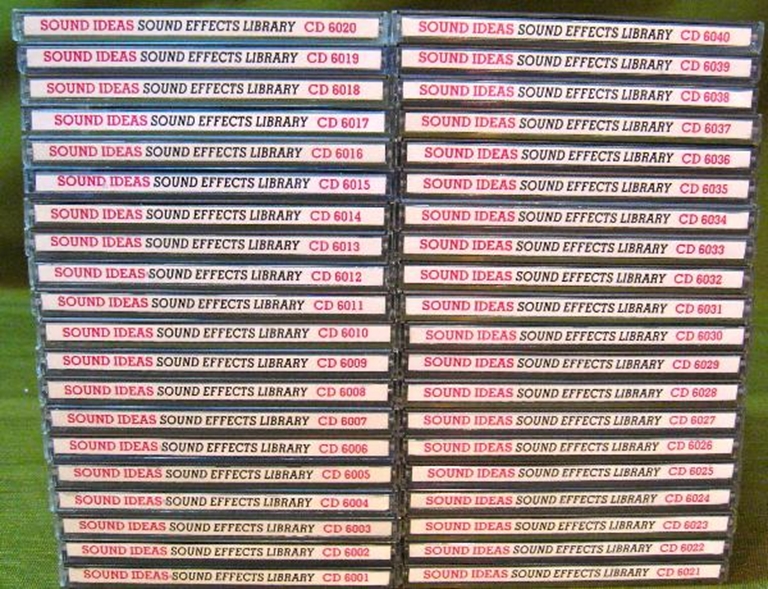 SOUND IDEAS SOUND EFFECTS LIBRARY CD 6020
SOUND IDEAS SOUND EFFECTS LIBRARY CD 6019
SOUND IDEAS SOUND EFFECTS LIBRARY CD 6018
SOUND IDEAS SOUND EFFECTS LIBRARY CD 6017
SOUND IDEAS SOUND EFFECTS LIBRARY CD 6016
SOUND IDEAS SOUND EFFECTS LIBRARY CD 6015
SOUND IDEAS SOUND EFFECTS LIBRARY CD 6014
SOUND IDEAS SOUND EFFECTS LIBRARY CD 6013
SOUND IDEAS SOUND EFFECTS LIBRARY CD 6012
SOUND IDEAS SOUND EFFECTS LIBRARY CD 6011
SOUND IDEAS SOUND EFFECTS LIBRARY CD 6010
SOUND IDEAS SOUND EFFECTS LIBRARY CD 6009
SOUND IDEAS SOUND EFFECTS LIBRARY CD 6008
SOUND IDEAS SOUND EFFECTS LIBRARY CD 6007
SOUND IDEAS SOUND EFFECTS LIBRARY CD 6006
SOUND IDEAS SOUND EFFECTS LIBRARY CD 6005
SOUND IDEAS SOUND EFFECTS LIBRARY CD 6004
SOUND IDEAS SOUND EFFECTS LIBRARY CD 6003
SOUND IDEAS SOUND EFFECTS LIBRARY CD 6002
SOUND IDEAS SOUND EFFECTS LIBRARY CD 6001
SOUND IDEAS SOUND EFFECTS LIBRARY CD 6040
SOUND IDEAS SOUND EFFECTS LIBRARY CD 6039
SOUND IDEAS SOUND EFFECTS LIBRARY CD 6038
SOUND IDEAS SOUND EFFECTS LIBRARY CD 6037
SOUND IDEAS SOUND EFFECTS LIBRARY CD 6036
SOUND IDEAS SOUND EFFECTS LIBRARY CD 6035
SOUND IDEAS SOUND EFFECTS LIBRARY CD 6034
SOUND IDEAS SOUND EFFECTS LIBRARY CD 6033
SOUND IDEAS SOUND EFFECTS LIBRARY CD 6032
SOUND IDEAS SOUND EFFECTS LIBRARY CD 6031
SOUND IDEAS SOUND EFFECTS LIBRARY CD 6030
SOUND IDEAS SOUND EFFECTS LIBRARY CD 6029
SOUND IDEAS SOUND EFFECTS LIBRARY CD 6028
SOUND IDEAS SOUND EFFECTS LIBRARY CD 6027
SOUND IDEAS SOUND EFFECTS LIBRARY CD 6026
SOUND IDEAS SOUND EFFECTS LIBRARY CD 6025
SOUND IDEAS SOUND EFFECTS LIBRARY CD 6024
SOUND IDEAS SOUND EFFECTS LIBRARY CD 6023
SOUND IDEAS SOUND EFFECTS LIBRARY CD 6022
SOUND IDEAS SOUND EFFECTS LIBRARY CD 6021